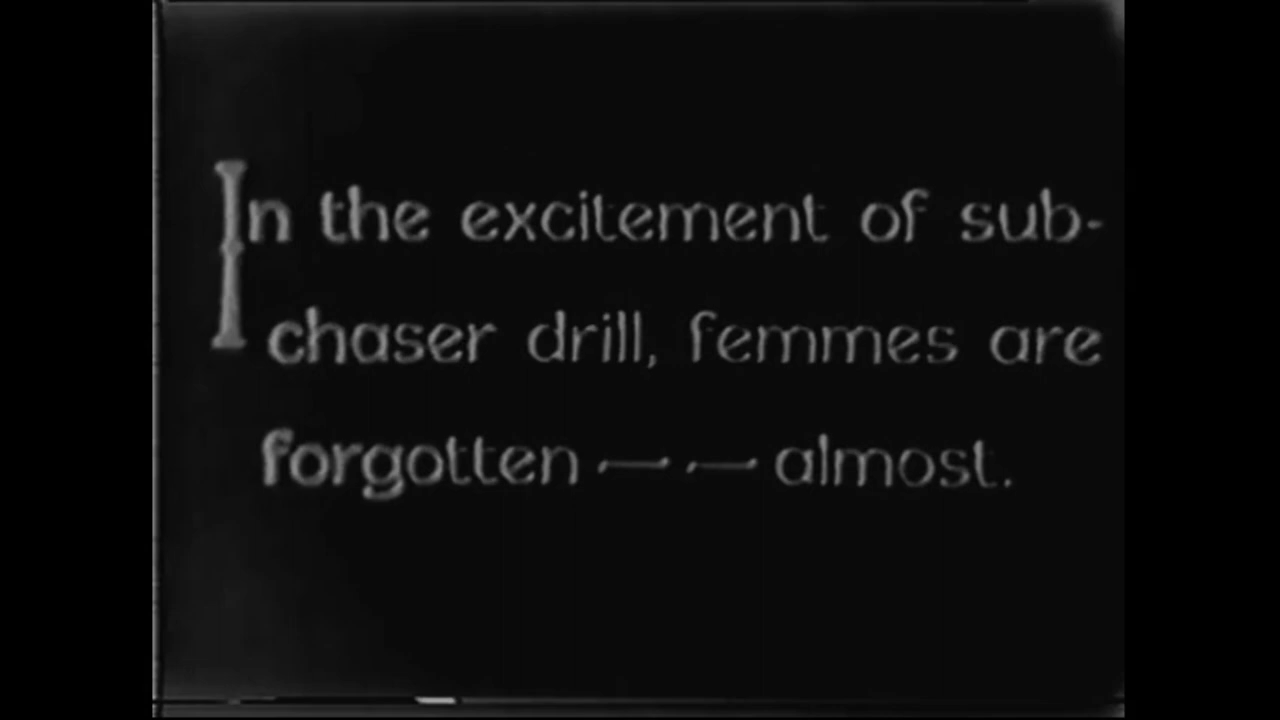 In the excitement of sub-
chaser drill, femmes are
forgotten — — almost.